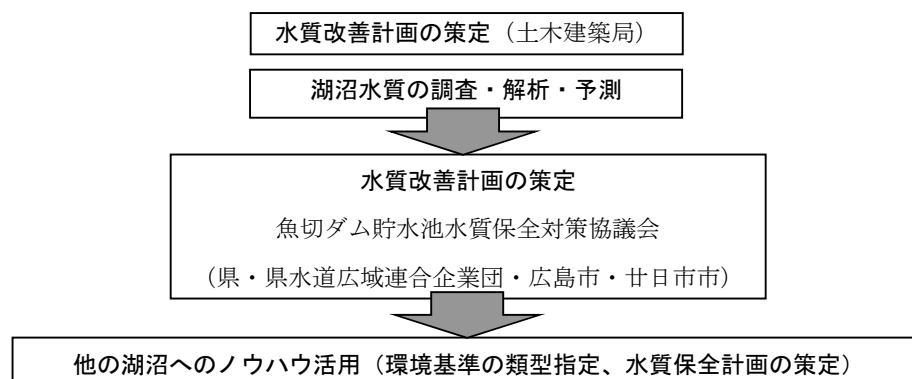 水質改善計画の策定（土木建築局）
湖沼水質の調査・解析・予測
水質改善計画の策定
魚切ダム貯水池水質保全対策協議会
（県・県水道広域連合企業団・広島市・廿日市市）
他の湖沼へのノウハウ活用（環境基準の類型指定、水質保全計画の策定）